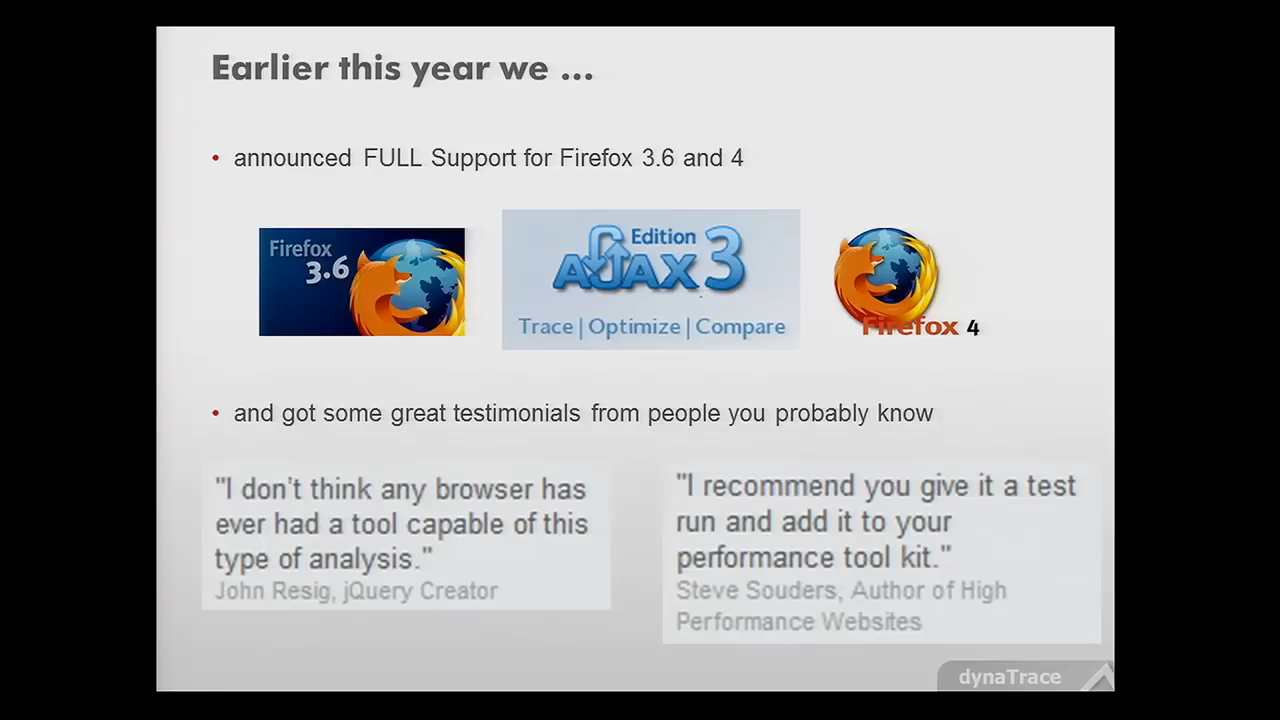 Earlier this year we ...
• announced FULL Support for Firefox 3.6 and 4
Firefox
3.6
Edition
AJAX 3
Trace | Optimize | Compare
Firefox 4
• and got some great testimonials from people you probably know
"I don't think any browser has
ever had a tool capable of this
type of analysis."
John Resig, jQuery Creator
"I recommend you give it a test
run and add it to your
performance tool kit."
Steve Souders, Author of High
Performance Websites
dynaTrace